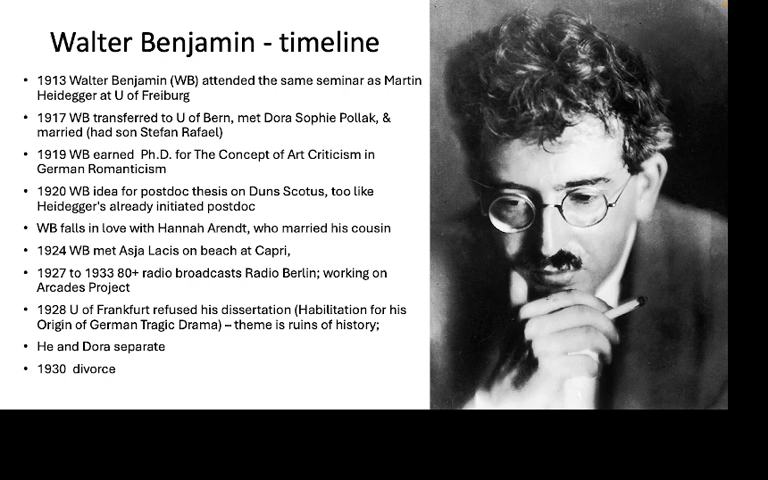 Walter Benjamin - timeline
• 1913 Walter Benjamin (WB) attended the same seminar as Martin
Heidegger at U of Freiburg
• 1917 WB transferred to U of Bern, met Dora Sophie Pollak, &
married (had son Stefan Rafael)
• 1919 WB earned  Ph.D. for The Concept of Art Criticism in
German Romanticism
• 1920 WB idea for postdoc thesis on Duns Scotus, too like
Heidegger's already initiated postdoc
• WB falls in love with Hannah Arendt, who married his cousin
• 1924 WB met Asja Lacis on beach at Capri,
• 1927 to 1933 80+ radio broadcasts Radio Berlin; working on
Arcades Project
• 1928 U of Frankfurt refused his dissertation (Habilitation for his
Origin of German Tragic Drama) – theme is ruins of history;
• He and Dora separate
• 1930  divorce